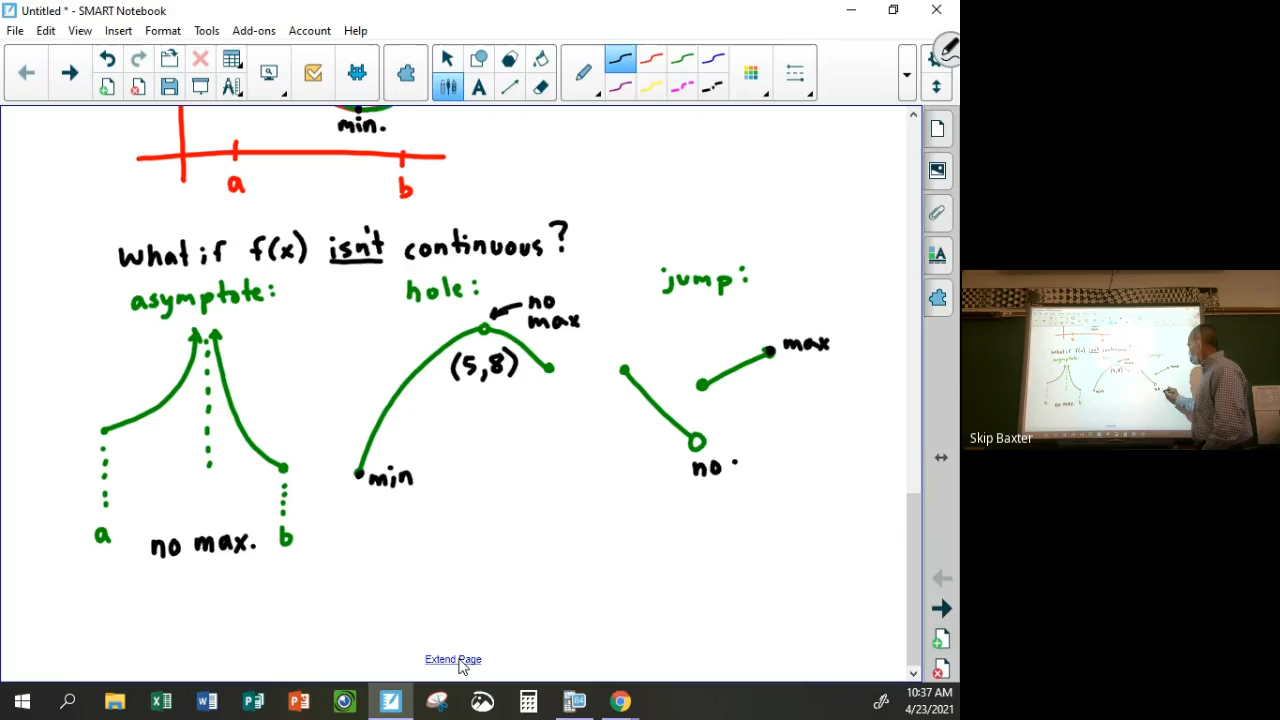 Untitled * - SMART Notebook
File Edit View Insert Format Tools Add-ons Account Help
min.
a
b
What if f(x) isn't continuous?
asymptote:
hole:
jump:
no
max
(5,8)
max
min
no
a
no max.
b
Extend Page
Skip Baxter
10:37 AM
4/23/2021